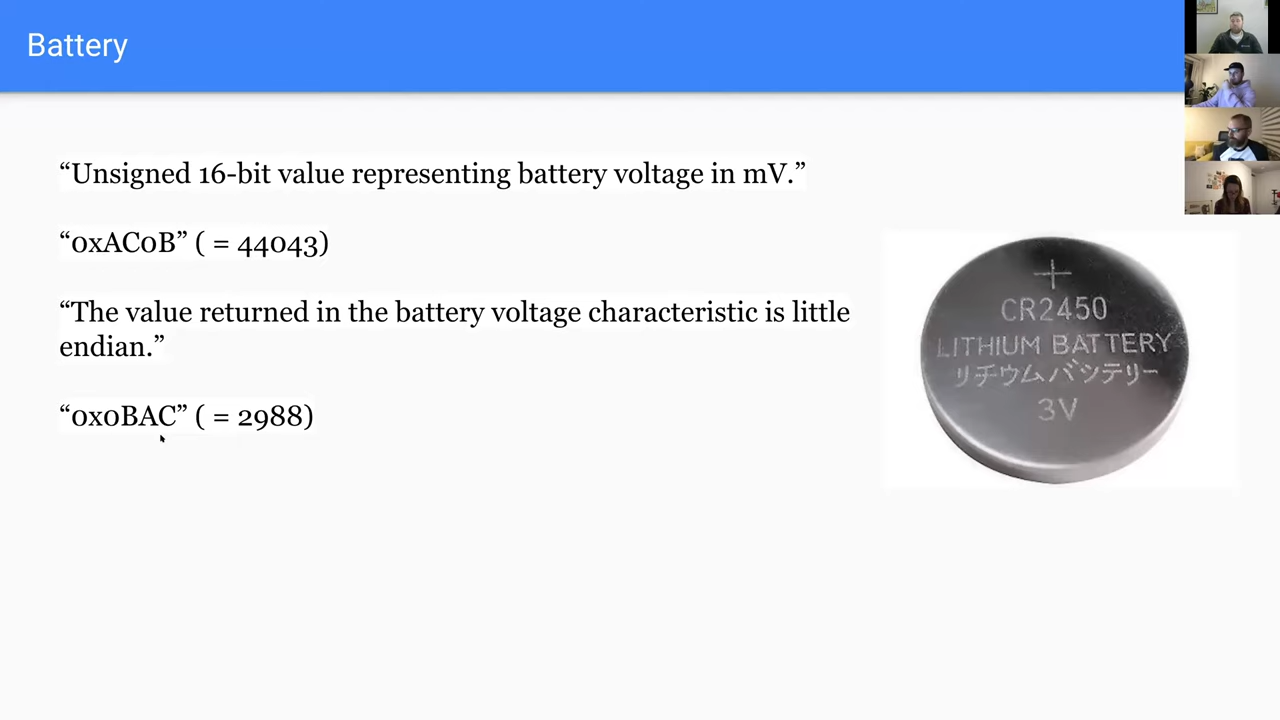 Battery
“Unsigned 16-bit value representing battery voltage in mV.”
“0xAC0B” ( = 44043)
“The value returned in the battery voltage characteristic is little
endian.”
“0x0BAC” ( = 2988)
+
CR2450
LITHIUM BATTERY
リチウムバッテリー
3V